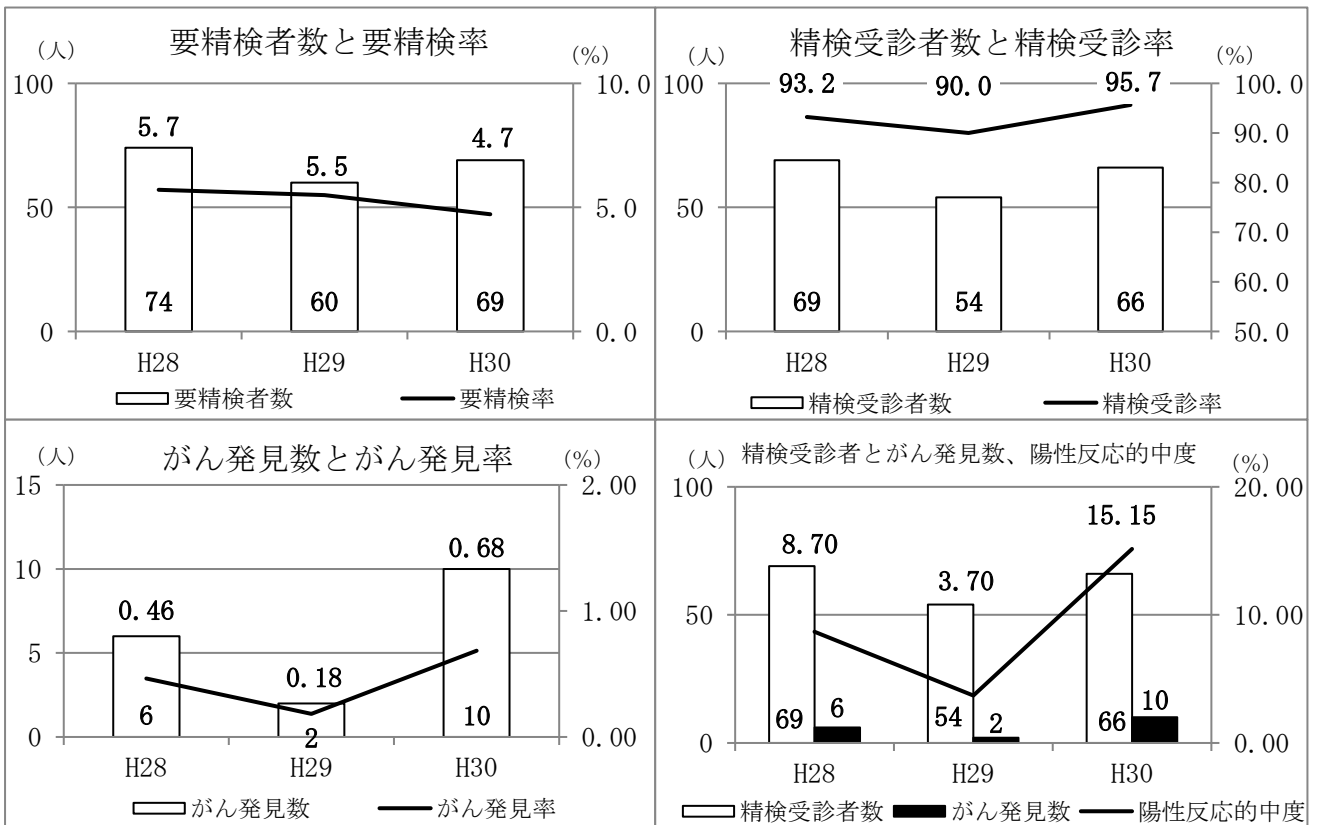 要精検者数と要精検率
(人)
(%)
100
10.0
5.7
5.5
4.7
50
5.0
74
60
69
0
0.0
H28
H29
H30
要精検者数
要精検率
精検受診者数と精検受診率
(人)
(%)
100
93.2
90.0
95.7
100.0
90.0
50
80.0
70.0
69
54
66
60.0
0
50.0
H28
H29
H30
精検受診者数
精検受診率
がん発見数とがん発見率
(人)
(%)
15
2.00
0.68
10
0.46
1.00
0.18
5
6
10
0
2
0.00
H28
H29
H30
がん発見数
がん発見率
精検受診者とがん発見数、陽性反応的中度
(人)
(%)
100
20.00
15.15
8.70
3.70
50
10.00
69
6
54
2
66
10
0
0.00
H28
H29
H30
精検受診者数
がん発見数
陽性反応的中度